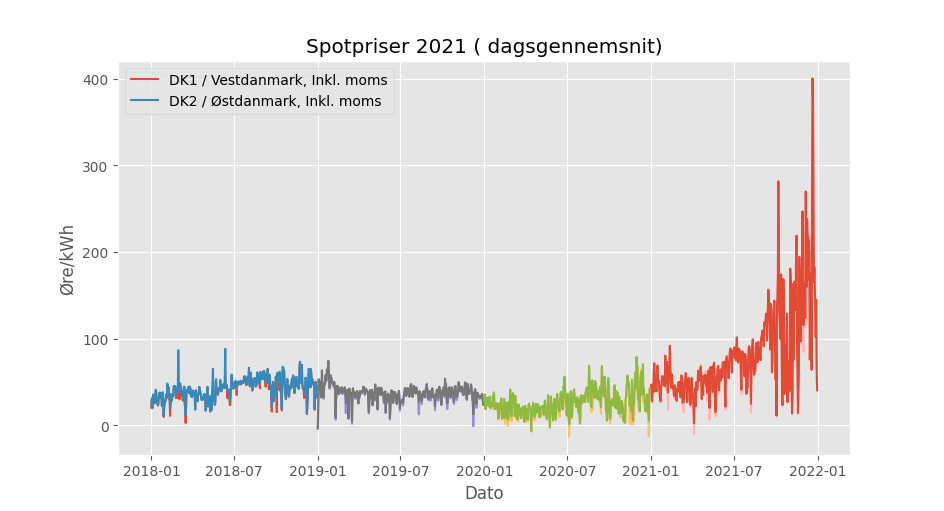 Spotpriser 2021 ( dagsgennemsnit)
DK1 / Vestdanmark, Inkl. moms
DK2 / Østdanmark, Inkl. moms
400
300
200
100
0
Øre/kWh
2018-01 2018-07 2019-01 2019-07 2020-01 2020-07 2021-01 2021-07 2022-01
Dato